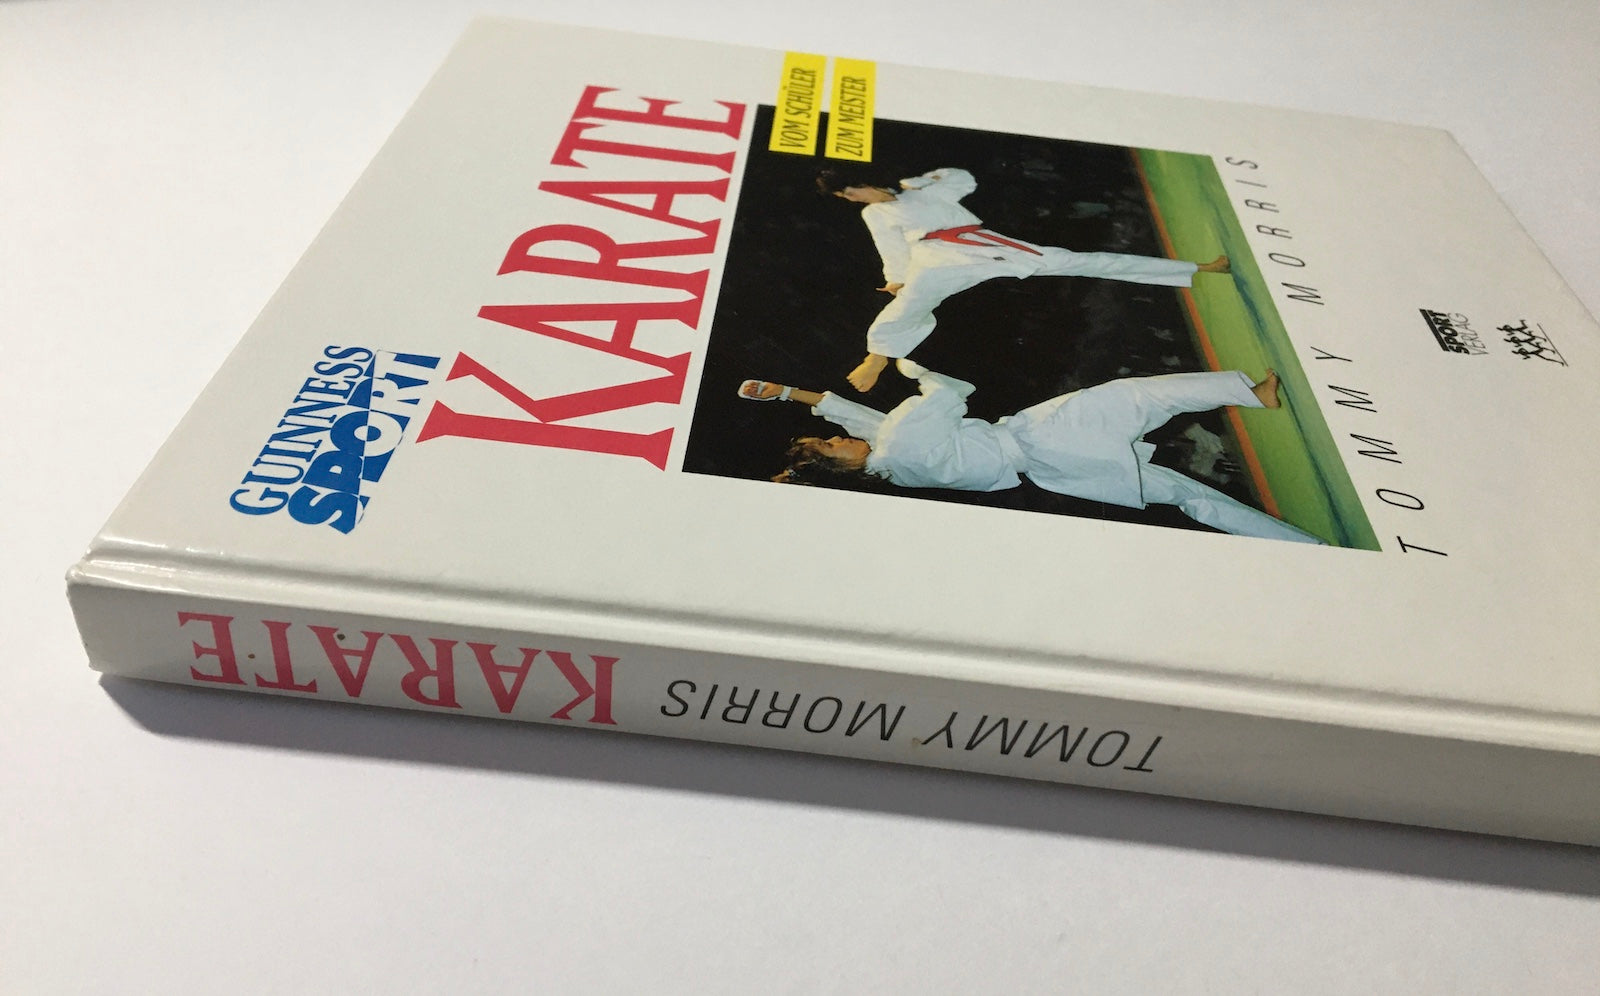 GUINNESS
SPORT
KARATE
VOM SCHÜLER
ZUM MEISTER
TOMMY MORRIS
SPORT
VERLAG
TOMMY MORRIS KARATE